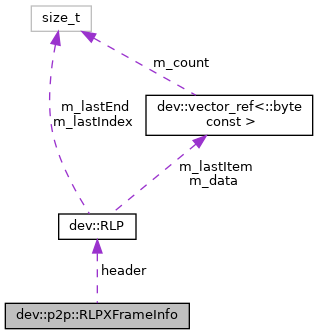 size_t
m_count
m_lastEnd
m_lastIndex
dev::vector_ref<::byte
const >
m_lastItem
m_data
dev::RLP
header
dev::p2p::RLPXFrameInfo